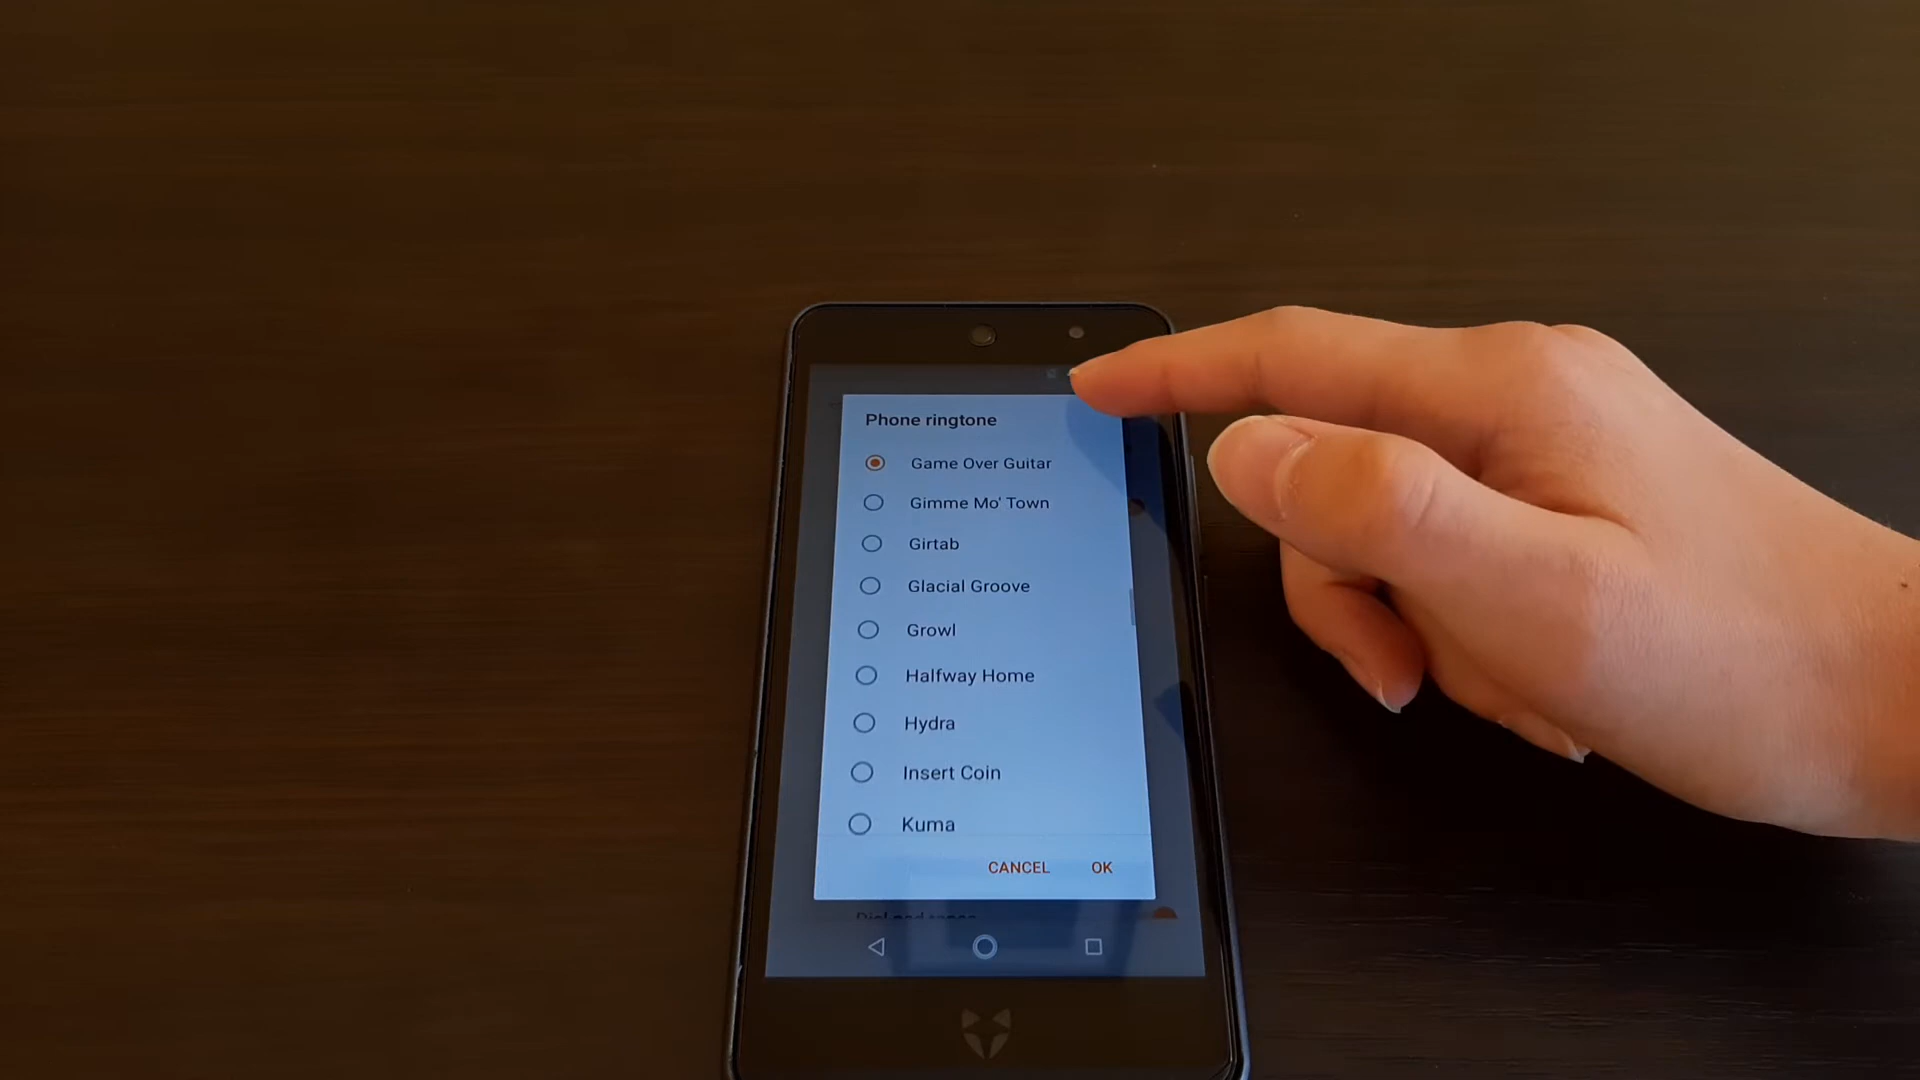 Phone ringtone
Game Over Guitar
Gimme Mo' Town
Girtab
Glacial Groove
Growl
Halfway Home
Hydra
Insert Coin
Kuma
CANCEL OK